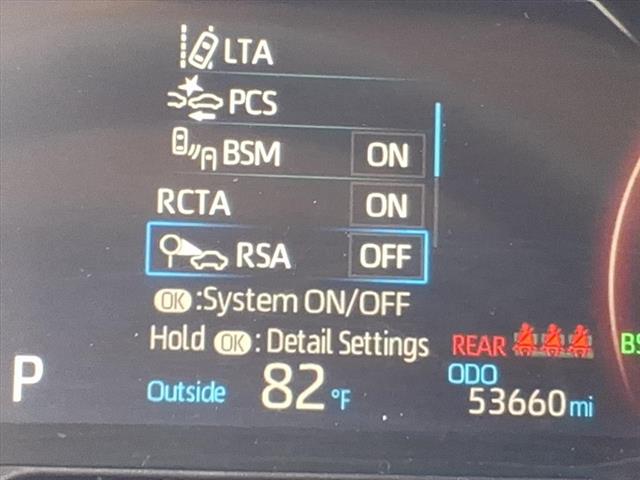 LTA
PCS
BSM ON
RCTA ON
RSA OFF
OK :System ON/OFF
Hold OK : Detail Settings
REAR BS
P Outside 82 °F
ODO
53660 mi